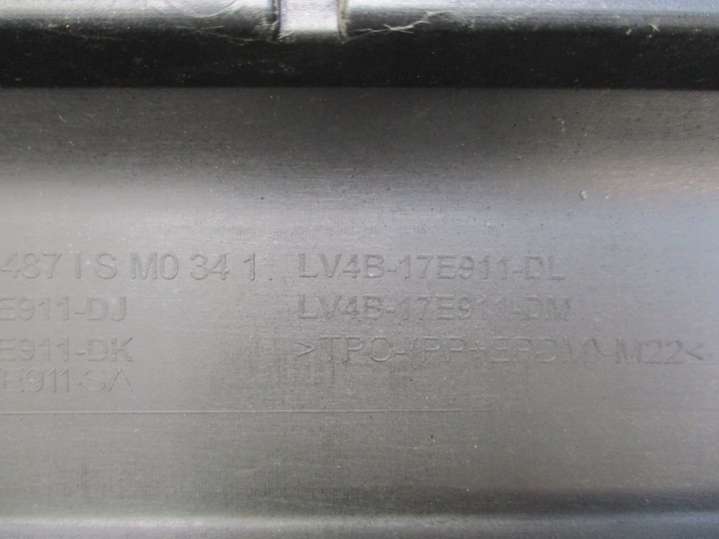 487 I S M0 34 1 LV4B-17E911-DL
E911-DJ LV4B-17E911-DM
E911-DK >TPO-(PP+EPDM)-M22<
E911-SA